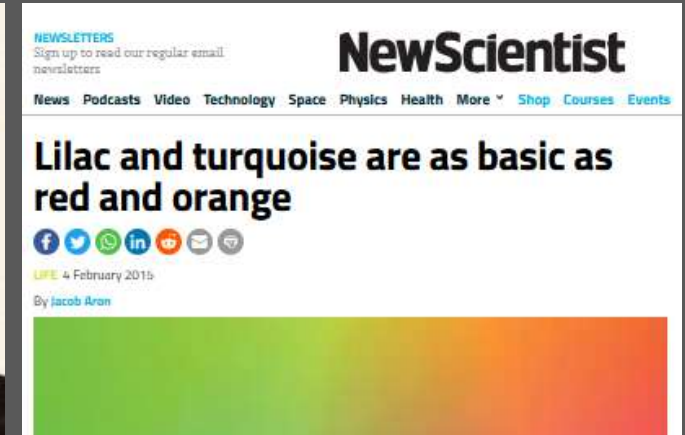 NEWSLETTERS
Sign up to read our regular email
newsletters
NewScientist
News Podcasts Video Technology Space Physics Health More Shop Courses Events
Lilac and turquoise are as basic as
red and orange
LIFE 4 February 2015
By Jacob Aron